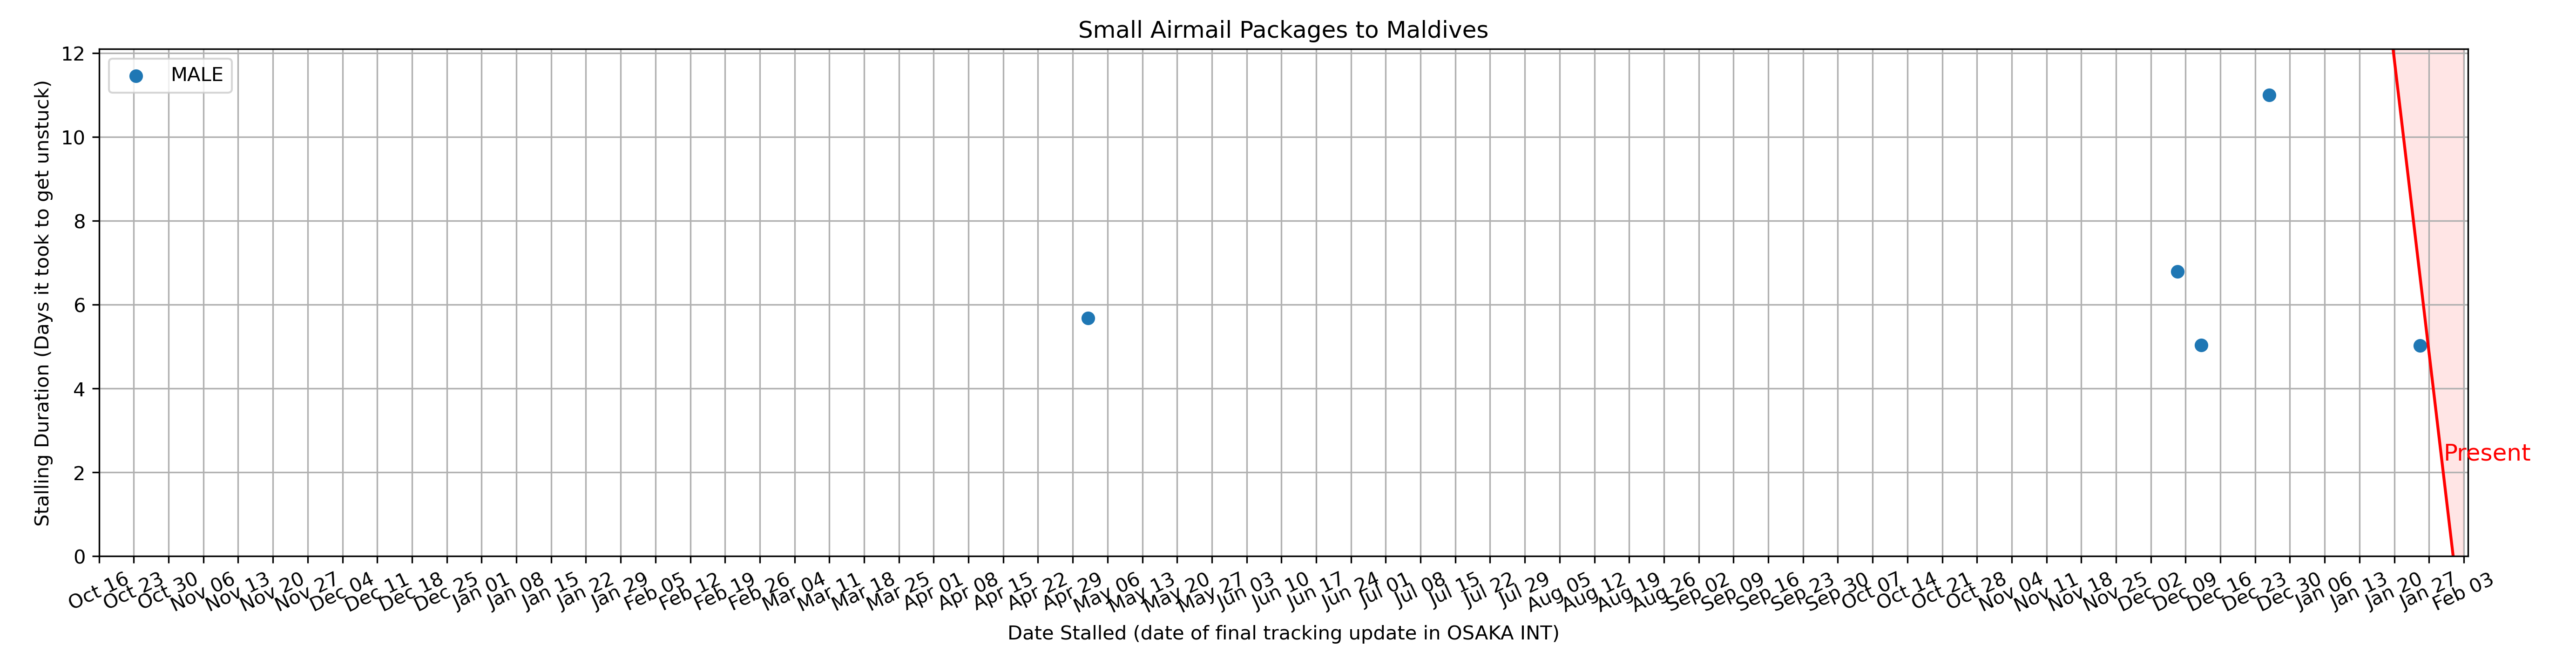 Small Airmail Packages to Maldives
MALE
Stalling Duration (Days it took to get unstuck)
12
10
8
6
4
2
0
Present
Oct 16 Oct 23 Oct 30 Nov 06 Nov 13 Nov 20 Nov 27 Dec 04 Dec 11 Dec 18 Dec 25 Jan 01 Jan 08 Jan 15 Jan 22 Jan 29 Feb 05 Feb 12 Feb 19 Feb 26 Mar 04 Mar 11 Mar 18 Mar 25 Apr 01 Apr 08 Apr 15 Apr 22 Apr 29 May 06 May 13 May 20 May 27 Jun 03 Jun 10 Jun 17 Jun 24 Jul 01 Jul 08 Jul 15 Jul 22 Jul 29 Aug 05 Aug 12 Aug 19 Aug 26 Sep 02 Sep 09 Sep 16 Sep 23 Sep 30 Oct 07 Oct 14 Oct 21 Oct 28 Nov 04 Nov 11 Nov 18 Nov 25 Dec 02 Dec 09 Dec 16 Dec 23 Dec 30 Jan 06 Jan 13 Jan 20 Jan 27 Feb 03
Date Stalled (date of final tracking update in OSAKA INT)